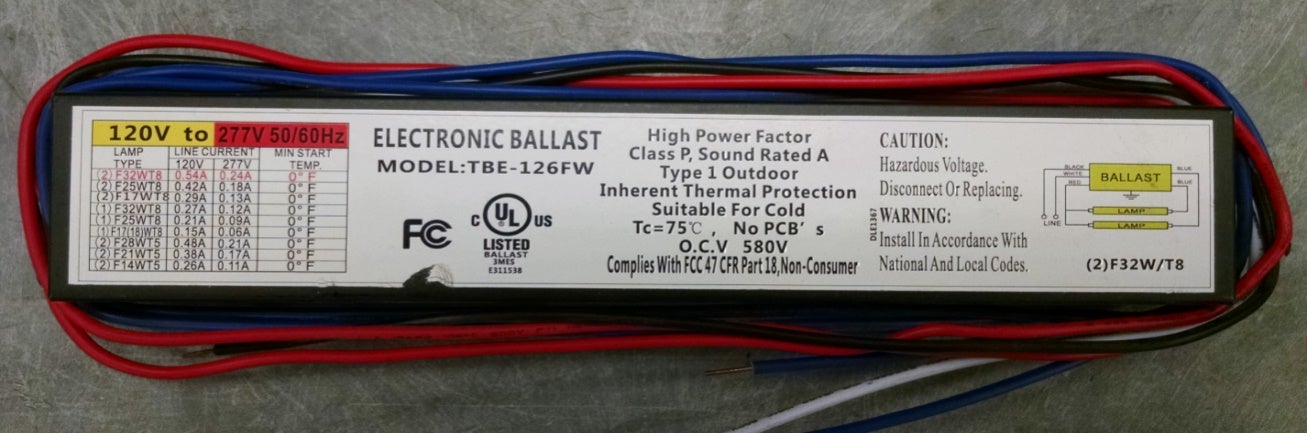 120V to 277V 50/60Hz
LAMP TYPE LINE CURRENT MIN START TEMP.
120V 277V
(2) F32WT8 0.54A 0.24A 0° F
(2) F25WT8 0.42A 0.18A 0° F
(2) F17WT8 0.29A 0.13A 0° F
(1) F32WT8 0.27A 0.12A 0° F
(1) F25WT8 0.21A 0.09A 0° F
(1) F17(18)WT8 0.15A 0.06A 0° F
(2) F28WT5 0.48A 0.21A 0° F
(2) F21WT5 0.38A 0.17A 0° F
(2) F14WT5 0.26A 0.11A 0° F
ELECTRONIC BALLAST
MODEL:TBE-126FW
FC
C UL US
LISTED
BALLAST
3ME5
E311538
High Power Factor
Class P, Sound Rated A
Type 1 Outdoor
Inherent Thermal Protection
Suitable For Cold
Tc=75℃ , No PCB' s
O.C.V 580V
Complies With FCC 47 CFR Part 18,Non-Consumer
DLE1367
CAUTION:
Hazardous Voltage.
Disconnect Or Replacing.
WARNING:
Install In Accordance With
National And Local Codes.
BLACK
WHITE
RED
BALLAST
BLUE
BLUE
LAMP
LAMP
LINE
(2)F32W/T8